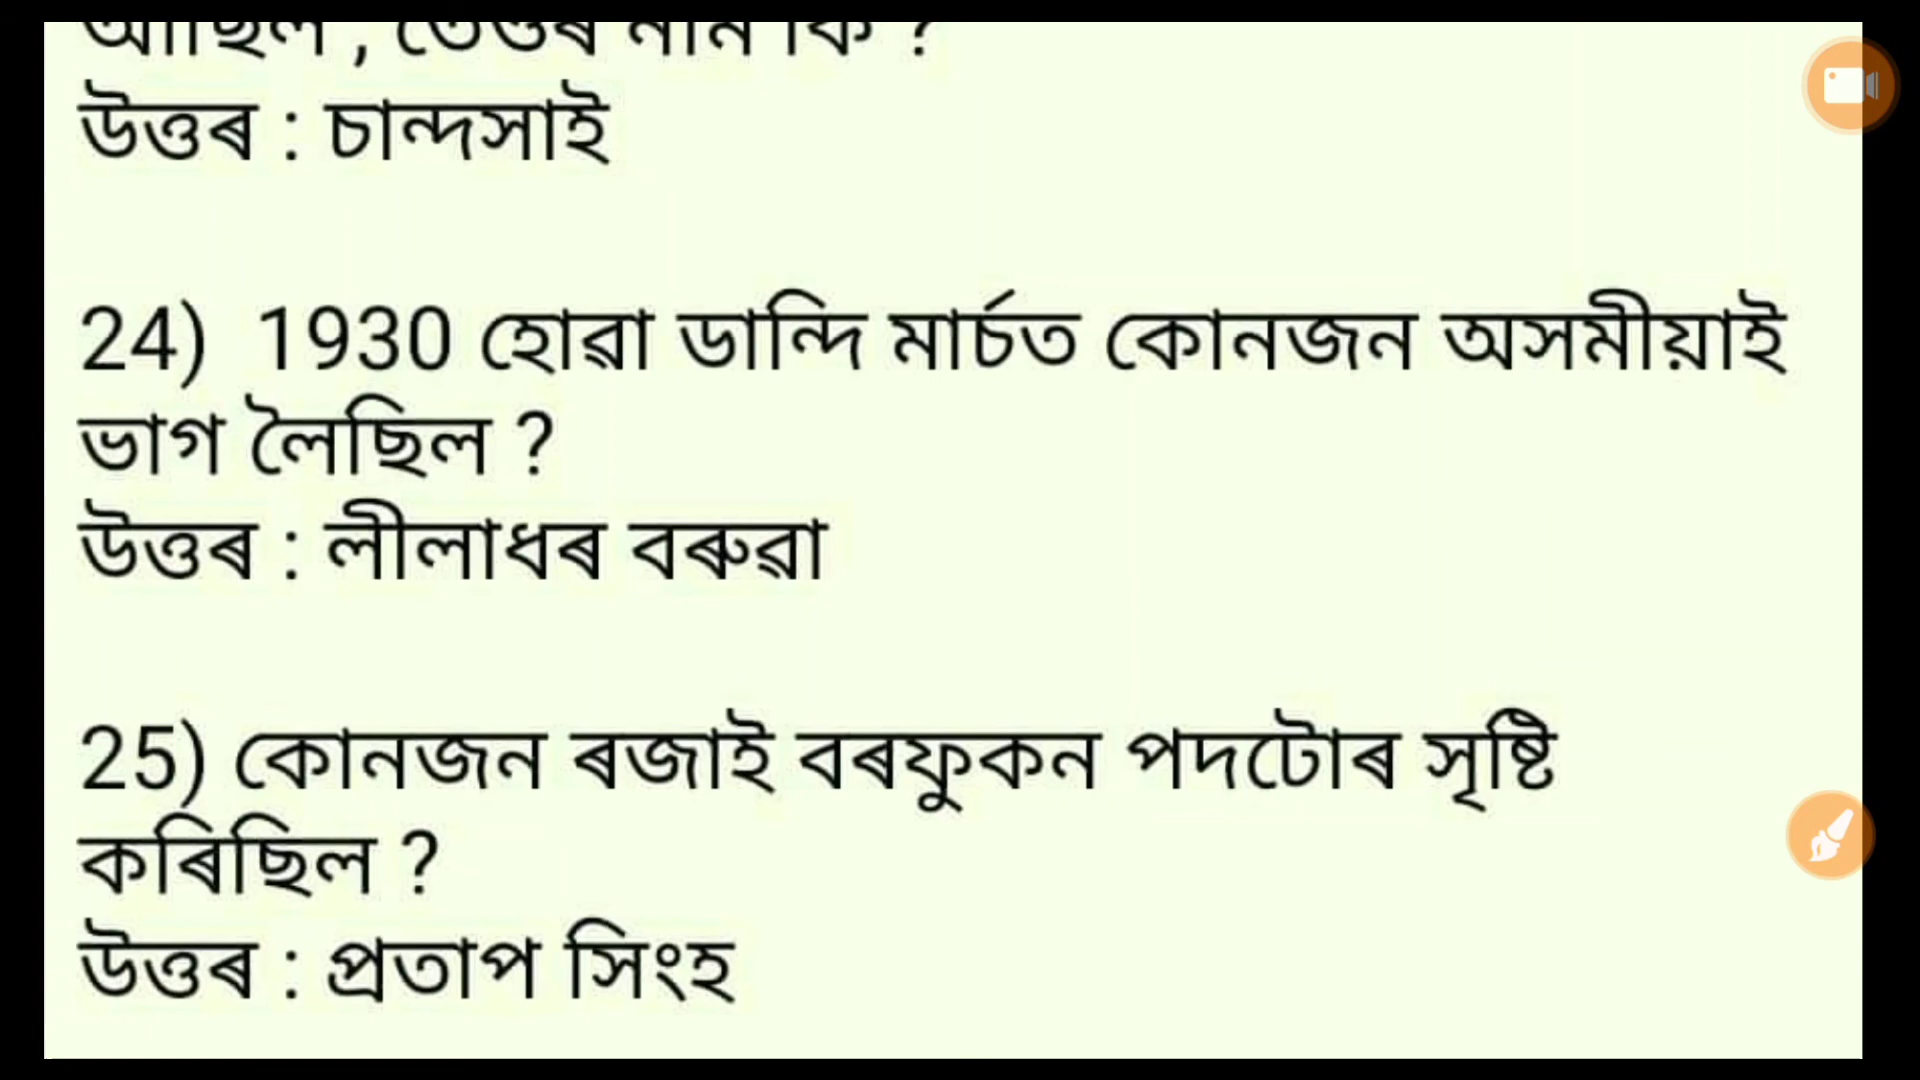 আছিল , তেওঁৰ নাম কি ?
উত্তৰ : চান্দসাই
24) 1930 হোৱা ডান্দি মাৰ্চত কোনজন অসমীয়াই
ভাগ লৈছিল ?
উত্তৰ : লীলাধৰ বৰুৱা
25) কোনজন ৰজাই বৰফুকন পদটোৰ সৃষ্টি
কৰিছিল ?
উত্তৰ : প্ৰতাপ সিংহ